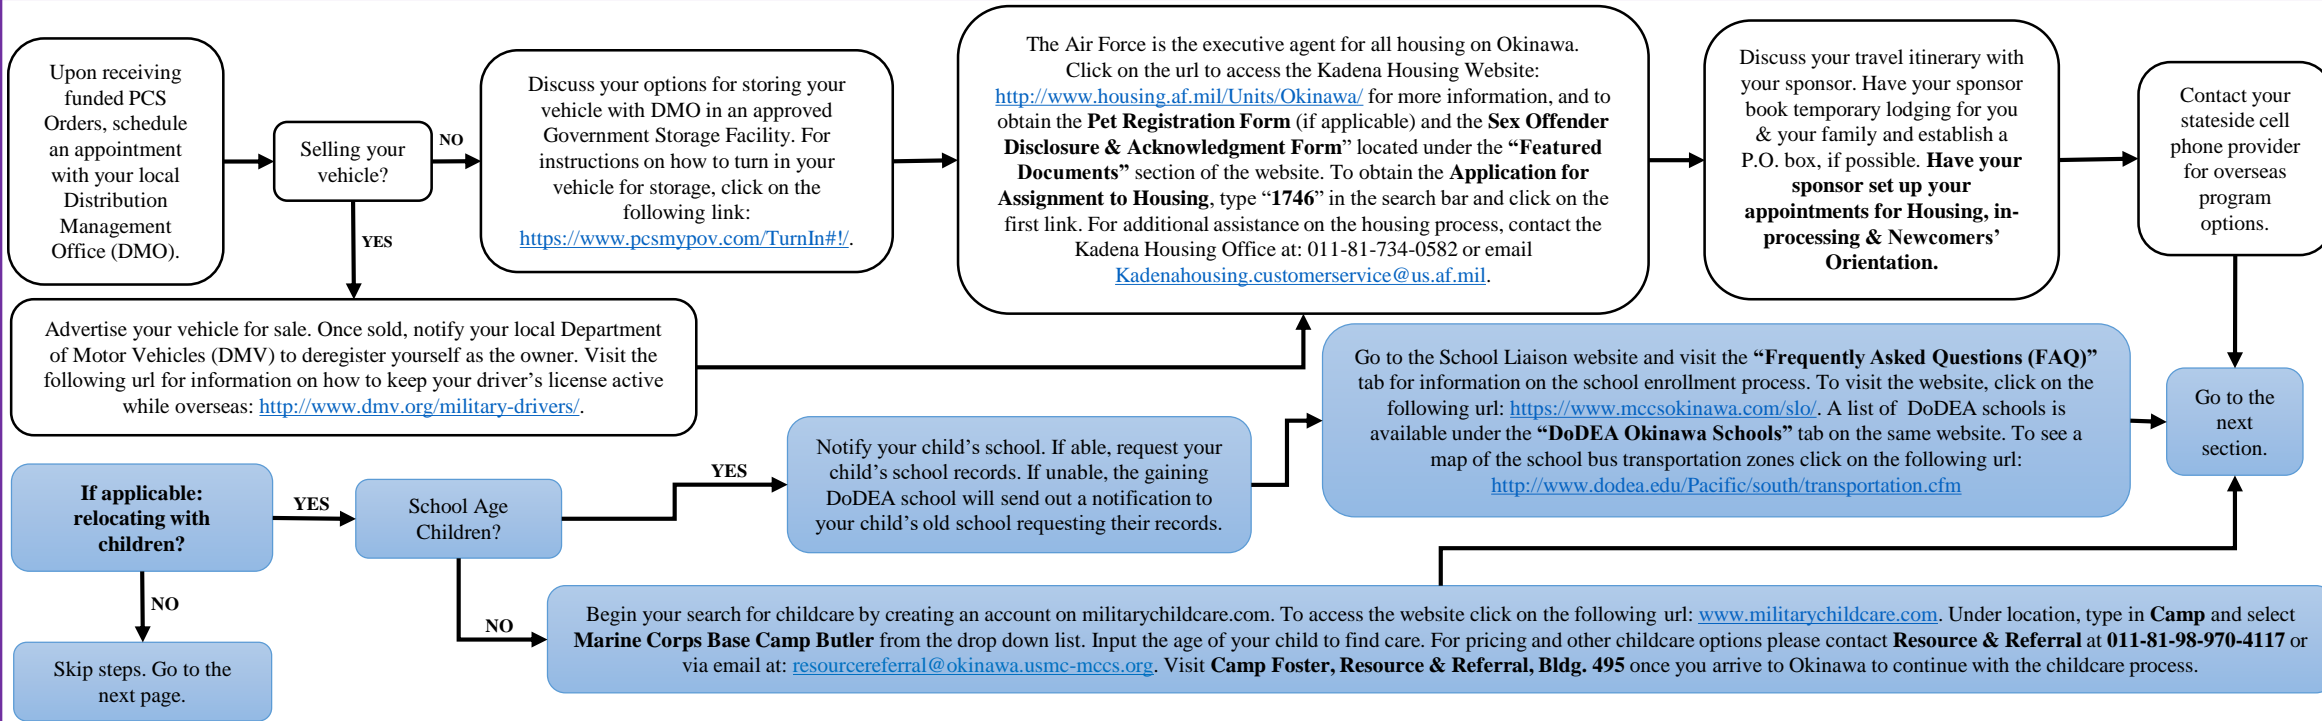 Upon receiving
funded PCS
Orders, schedule
an appointment
with your local
Distribution
Management
Office (DMO).
Selling your
vehicle?
NO
YES
Discuss your options for storing your
vehicle with DMO in an approved
Government Storage Facility. For
instructions on how to turn in your
vehicle for storage, click on the
following link:
https://www.pcsmypov.com/TurnIn#!/.
The Air Force is the executive agent for all housing on Okinawa.
Click on the url to access the Kadena Housing Website:
http://www.housing.af.mil/Units/Okinawa/ for more information, and to
obtain the Pet Registration Form (if applicable) and the Sex Offender
Disclosure & Acknowledgment Form” located under the “Featured
Documents” section of the website. To obtain the Application for
Assignment to Housing, type “1746” in the search bar and click on the
first link. For additional assistance on the housing process, contact the
Kadena Housing Office at: 011-81-734-0582 or email
Kadenahousing.customerservice@us.af.mil.
Discuss your travel itinerary with
your sponsor. Have your sponsor
book temporary lodging for you
& your family and establish a
P.O. box, if possible. Have your
sponsor set up your
appointments for Housing, in-
processing & Newcomers’
Orientation.
Contact your
stateside cell
phone provider
for overseas
program
options.
Advertise your vehicle for sale. Once sold, notify your local Department
of Motor Vehicles (DMV) to deregister yourself as the owner. Visit the
following url for information on how to keep your driver’s license active
while overseas: http://www.dmv.org/military-drivers/.
If applicable:
relocating with
children?
YES
NO
Skip steps. Go to the
next page.
School Age
Children?
YES
NO
Notify your child’s school. If able, request your
child’s school records. If unable, the gaining
DoDEA school will send out a notification to
your child’s old school requesting their records.
Go to the School Liaison website and visit the “Frequently Asked Questions (FAQ)”
tab for information on the school enrollment process. To visit the website, click on the
following url: https://www.mccsokinawa.com/slo/. A list of DoDEA schools is
available under the “DoDEA Okinawa Schools” tab on the same website. To see a
map of the school bus transportation zones click on the following url:
http://www.dodea.edu/Pacific/south/transportation.cfm
Go to the
next
section.
Begin your search for childcare by creating an account on militarychildcare.com. To access the website click on the following url: www.militarychildcare.com. Under location, type in Camp and select
Marine Corps Base Camp Butler from the drop down list. Input the age of your child to find care. For pricing and other childcare options please contact Resource & Referral at 011-81-98-970-4117 or
via email at: resourcereferral@okinawa.usmc-mccs.org. Visit Camp Foster, Resource & Referral, Bldg. 495 once you arrive to Okinawa to continue with the childcare process.